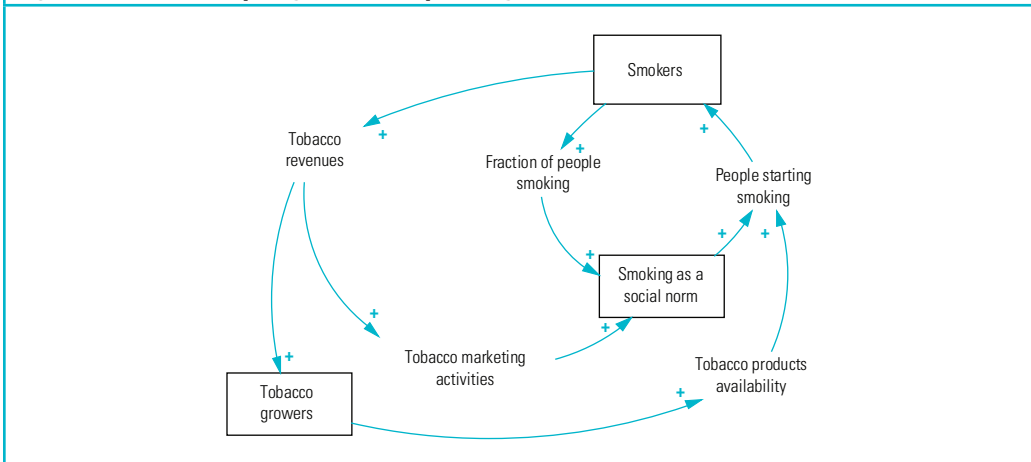 Smokers
+
+
+
Tobacco
revenues
Fraction of people
smoking
People starting
smoking
+
+
+
Smoking as a
social norm
+
+
Tobacco marketing
activities
+
Tobacco products
availability
+
Tobacco
growers